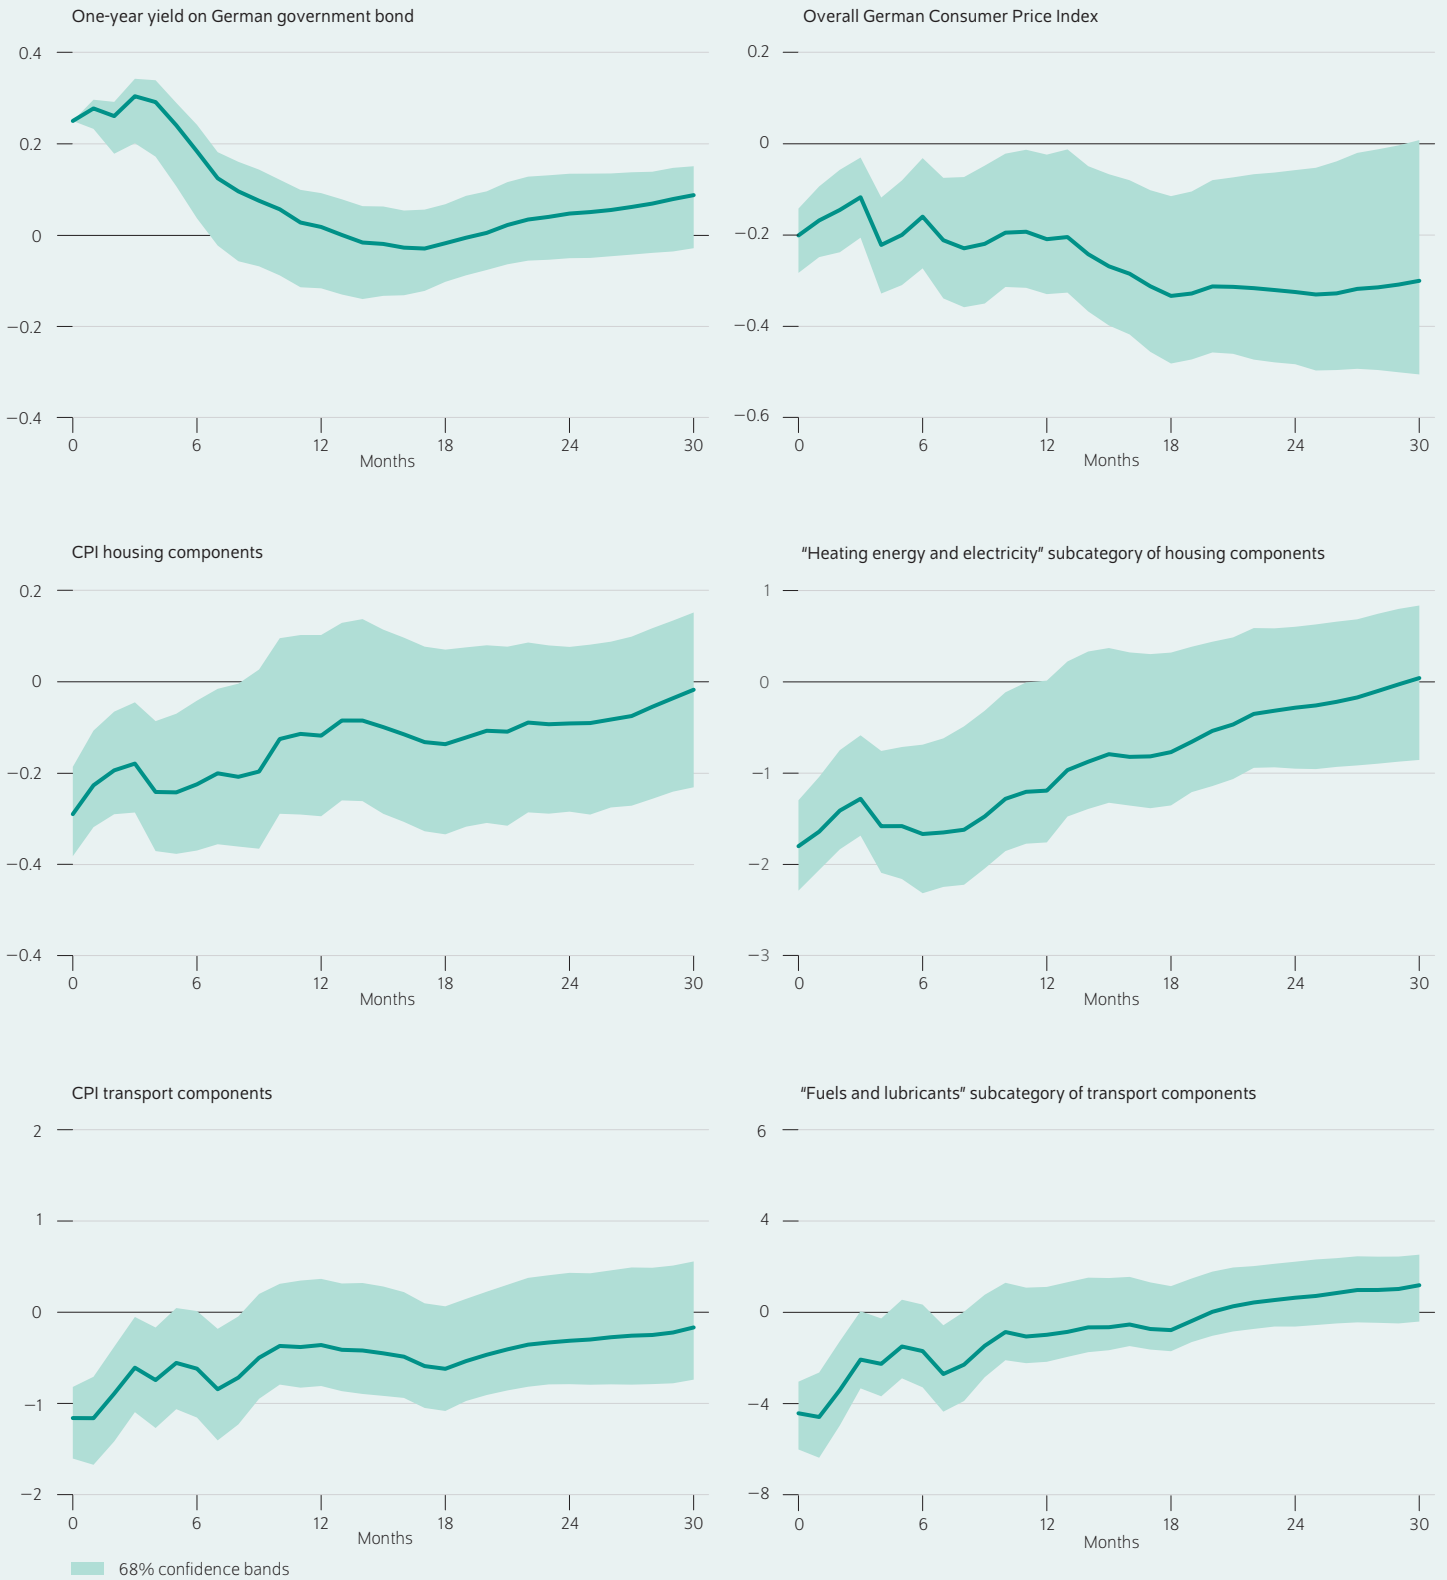 One-year yield on German government bond
0.4
0.2
0
−0.2
−0.4
0 6 12 18 24 30
Months
Overall German Consumer Price Index
0.2
0
−0.2
−0.4
−0.6
0 6 12 18 24 30
Months
CPI housing components
0.2
0
−0.2
−0.4
−0.4
0 6 12 18 24 30
Months
“Heating energy and electricity” subcategory of housing components
1
0
−1
−2
−3
0 6 12 18 24 30
Months
CPI transport components
2
1
0
−1
−2
0 6 12 18 24 30
Months
“Fuels and lubricants” subcategory of transport components
6
4
0
−4
−8
0 6 12 18 24 30
Months
68% confidence bands